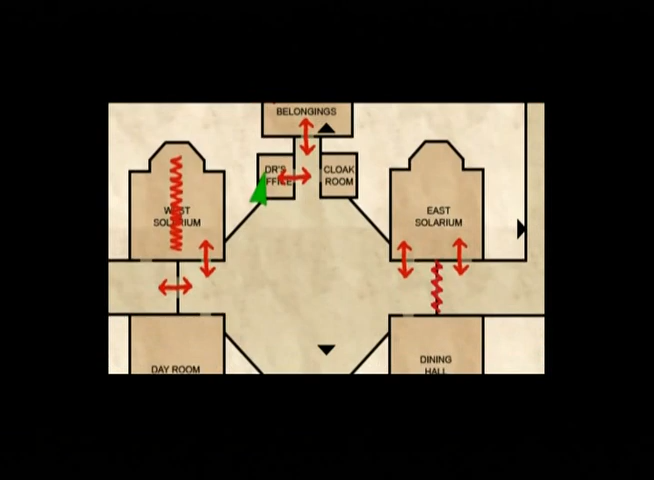 BELONGINGS
DR'S
OFFICE
CLOAK
ROOM
WEST
SOLARIUM
EAST
SOLARIUM
DAY ROOM
DINING
HALL